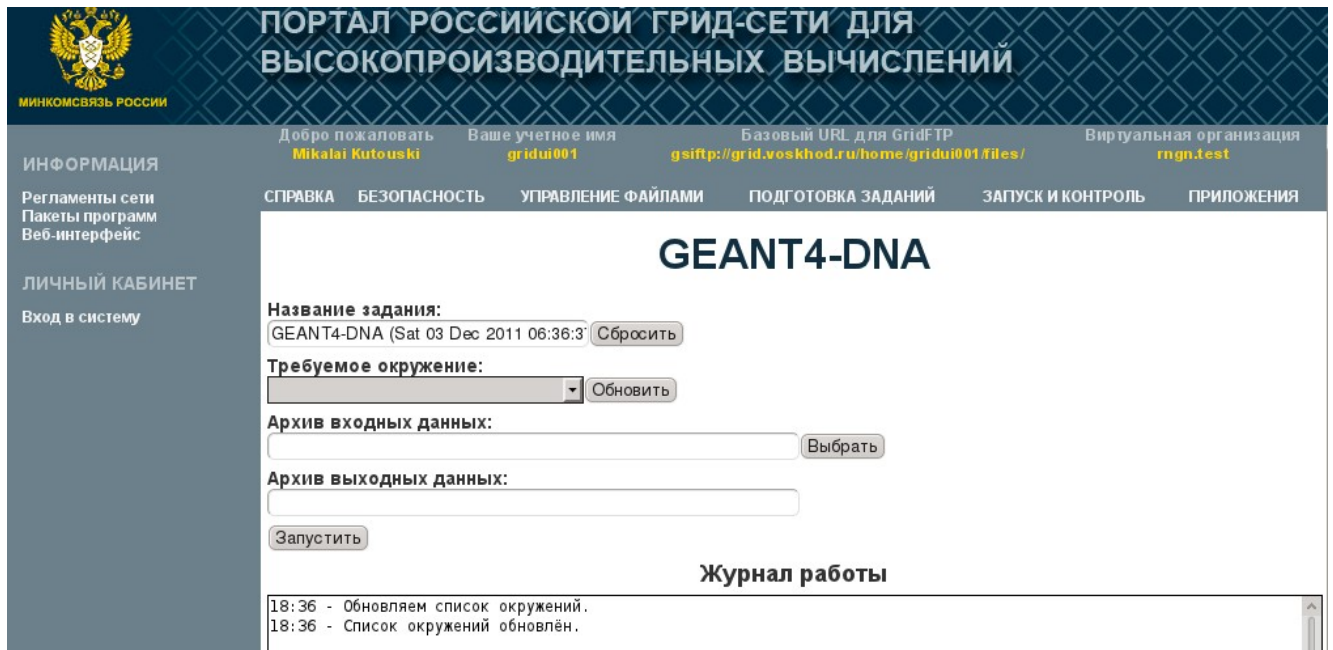 ПОРТАЛ РОССИЙСКОЙ ГРИД-СЕТИ ДЛЯ
ВЫСОКОПРОИЗВОДИТЕЛЬНЫХ ВЫЧИСЛЕНИЙ
МИНКОМСВЯЗЬ РОССИИ
Добро пожаловать Ваше учетное имя Базовый URL для GridFTP Виртуальная организация
Mikalai Kutouski gridui001 gsiftp://grid.voskhod.ru/home/gridui001/files/ rngn.test
ИНФОРМАЦИЯ
Регламенты сети
Пакеты программ
Веб-интерфейс
ЛИЧНЫЙ КАБИНЕТ
Вход в систему
СПРАВКА БЕЗОПАСНОСТЬ УПРАВЛЕНИЕ ФАЙЛАМИ ПОДГОТОВКА ЗАДАНИЙ ЗАПУСК И КОНТРОЛЬ ПРИЛОЖЕНИЯ
GEANT4-DNA
Название задания:
GEANT4-DNA (Sat 03 Dec 2011 06:36:3 Сбросить
Требуемое окружение:
Обновить
Архив входных данных:
Выбрать
Архив выходных данных:
Запустить
Журнал работы
18:36 - Обновляем список окружений.
18:36 - Список окружений обновлён.